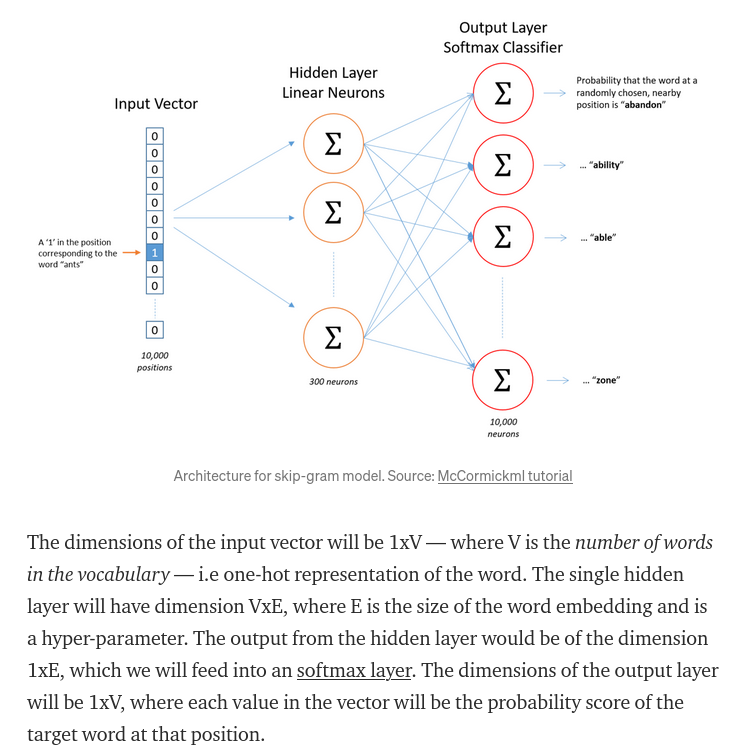 Output Layer
Softmax Classifier
Hidden Layer
Linear Neurons
Input Vector
0
0
0
0
0
0
0
1
0
0
0
A ‘1’ in the position
corresponding to the
word “ants”
10,000
positions
Σ
Σ
Σ
300 neurons
Σ
Σ
Σ
Σ
10,000
neurons
Probability that the word at a
randomly chosen, nearby
position is “abandon”
... “ability”
... “able”
... “zone”
Architecture for skip-gram model. Source: McCormickml tutorial
The dimensions of the input vector will be 1xV — where V is the number of words
in the vocabulary — i.e one-hot representation of the word. The single hidden
layer will have dimension VxE, where E is the size of the word embedding and is
a hyper-parameter. The output from the hidden layer would be of the dimension
1xE, which we will feed into an softmax layer. The dimensions of the output layer
will be 1xV, where each value in the vector will be the probability score of the
target word at that position.